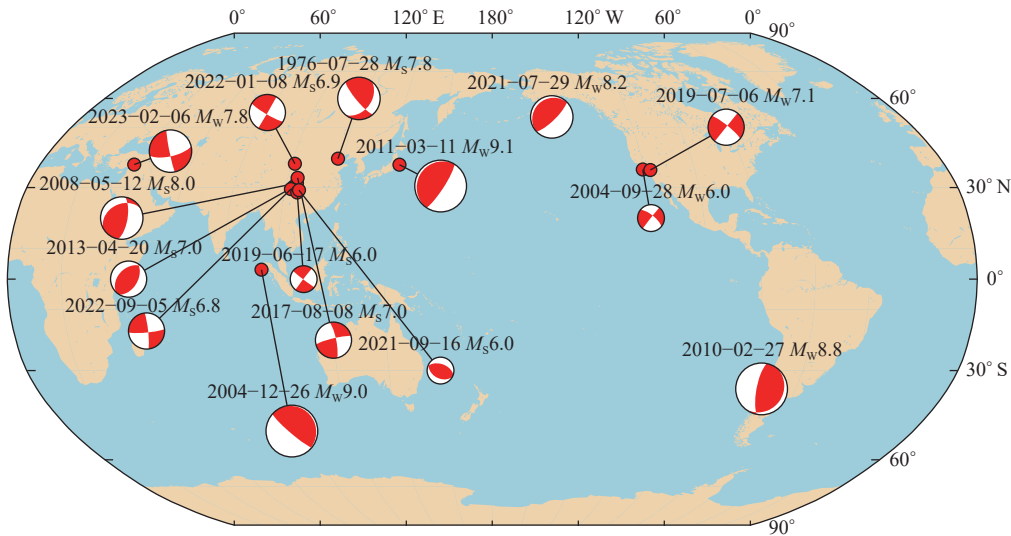 0° 60° 120° E 180° 120° W 60° 0°
90°
1976−07−28 MS7.8
2022−01−08 MS6.9
2021−07−29 MW8.2
2019−07−06 MW7.1
60°
2023−02−06 MW7.8
2011−03−11 MW9.1
2008−05−12 MS8.0
2004−09−28 MW6.0
30° N
2013−04−20 MS7.0
2019−06−17 MS6.0
0°
2022−09−05 MS6.8
2017−08−08 MS7.0
2021−09−16 MS6.0
2010−02−27 MW8.8
30° S
2004−12−26 MW9.0
60°
90°